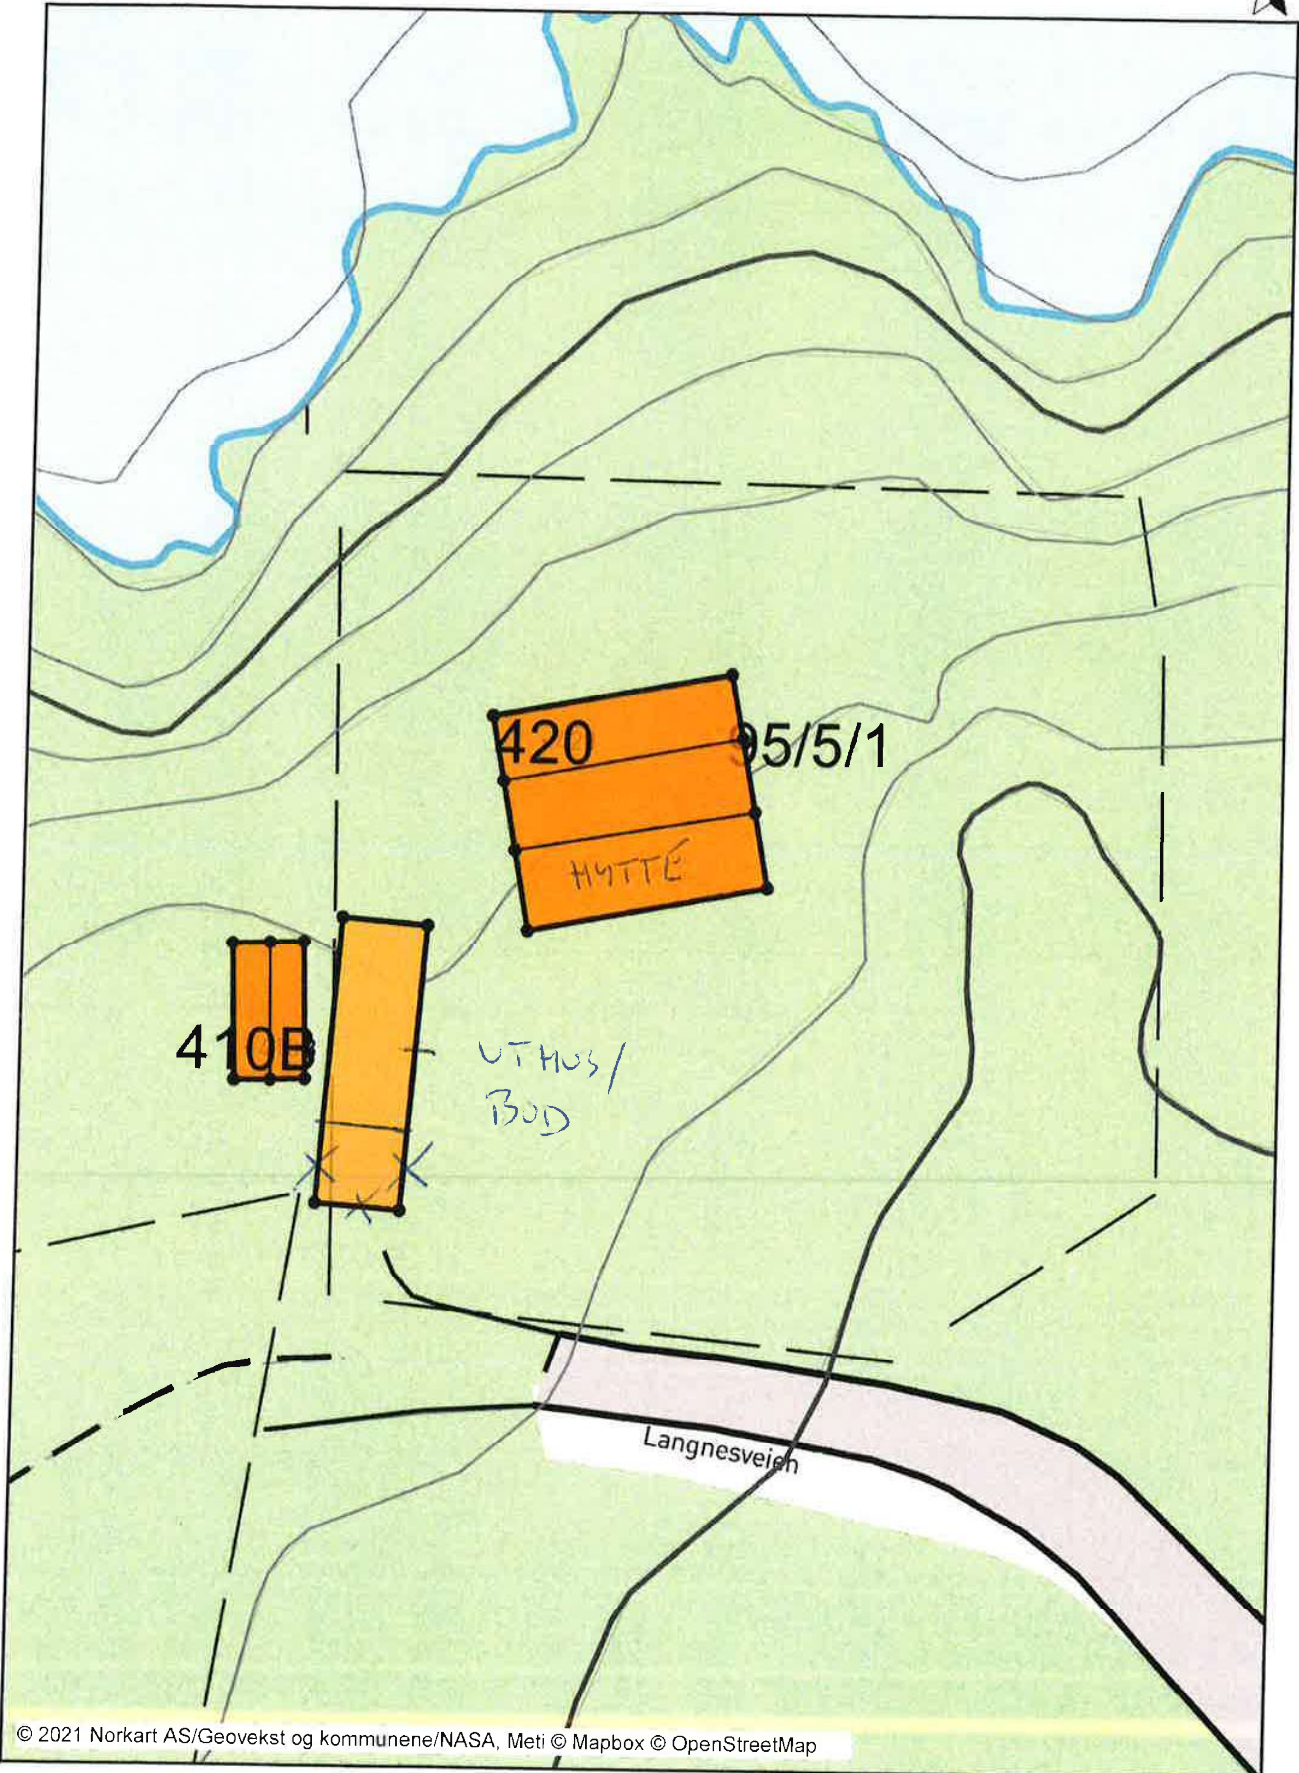 420
95/5/1
HYTTE
410B
UTHUS/
BOD
Langnesveien
© 2021 Norkart AS/Geovekst og kommunene/NASA, Meti © Mapbox © OpenStreetMap